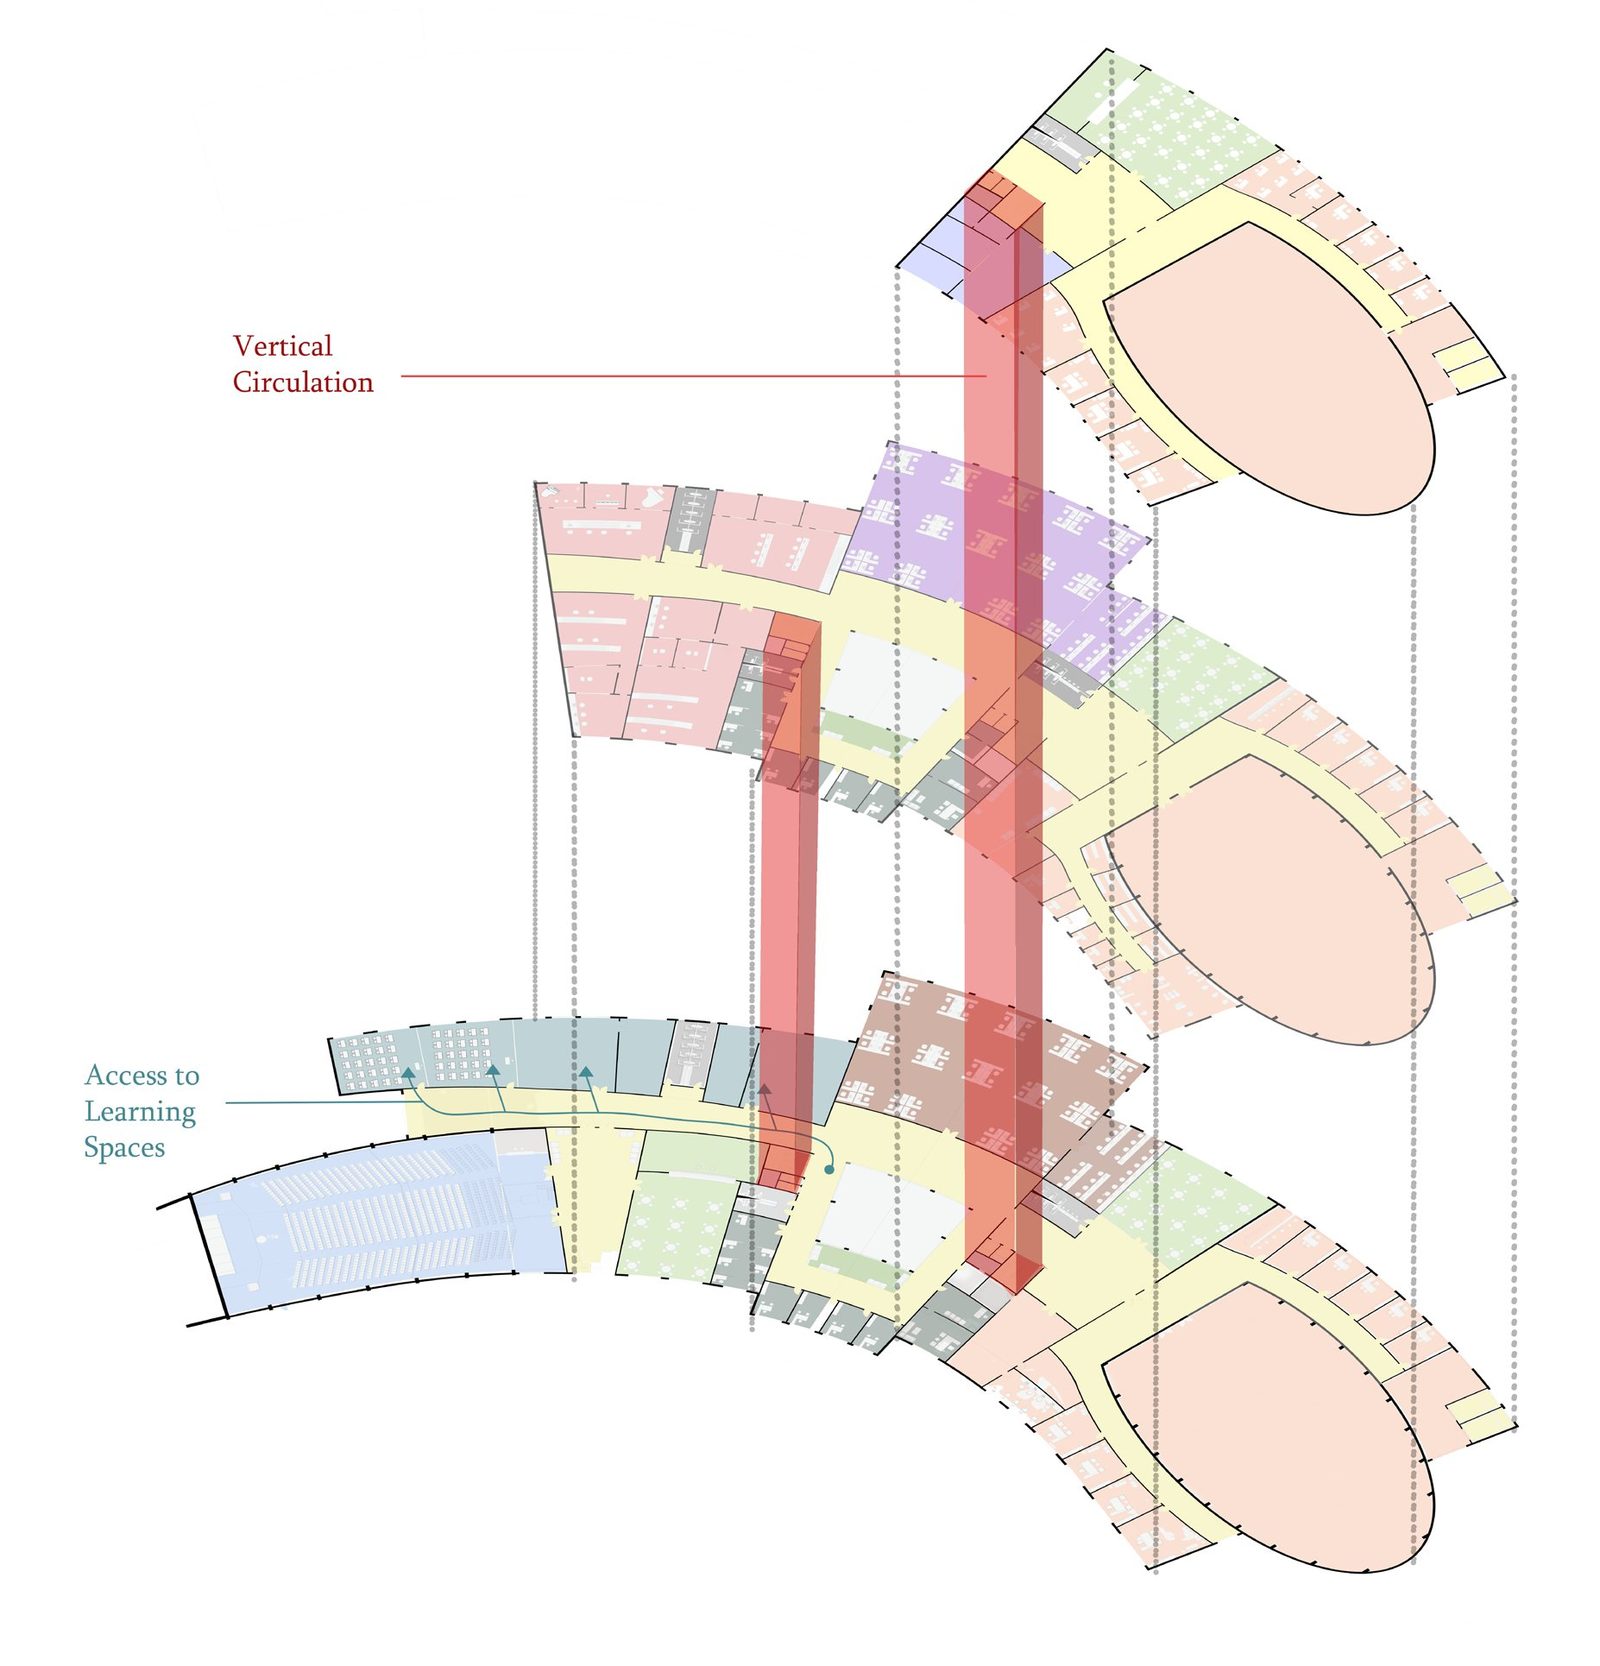 Vertical
Circulation
Access to
Learning
Spaces